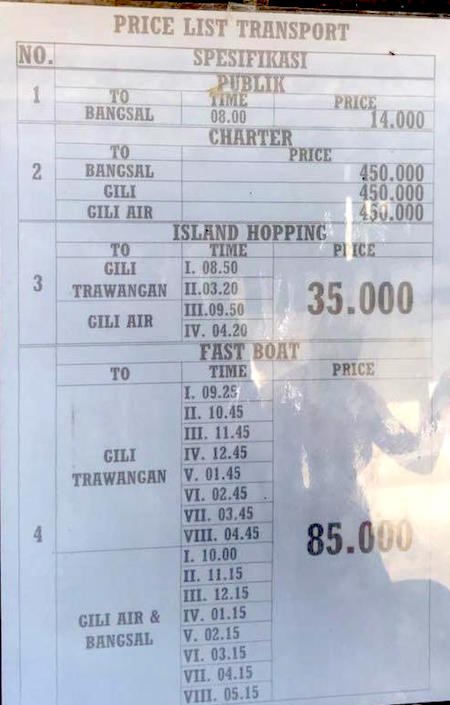 PRICE LIST TRANSPORT
NO. SPESIFIKASI
1 PUBLIK
TO TIME PRICE
BANGSAL 08.00 14.000
2 CHARTER
TO PRICE
BANGSAL 450.000
GILI 450.000
GILI AIR 450.000
3 ISLAND HOPPING
TO TIME PRICE
GILI TRAWANGAN I. 08.50 35.000
II.03.20
GILI AIR III.09.50
IV. 04.20
4 FAST BOAT
TO TIME PRICE
GILI TRAWANGAN I. 09.25 85.000
II. 10.45
III. 11.45
IV. 12.45
V. 01.45
VI. 02.45
VII. 03.45
VIII. 04.45
GILI AIR & BANGSAL I. 10.00
II. 11.15
III. 12.15
IV. 01.15
V. 02.15
VI. 03.15
VII. 04.15
VIII. 05.15